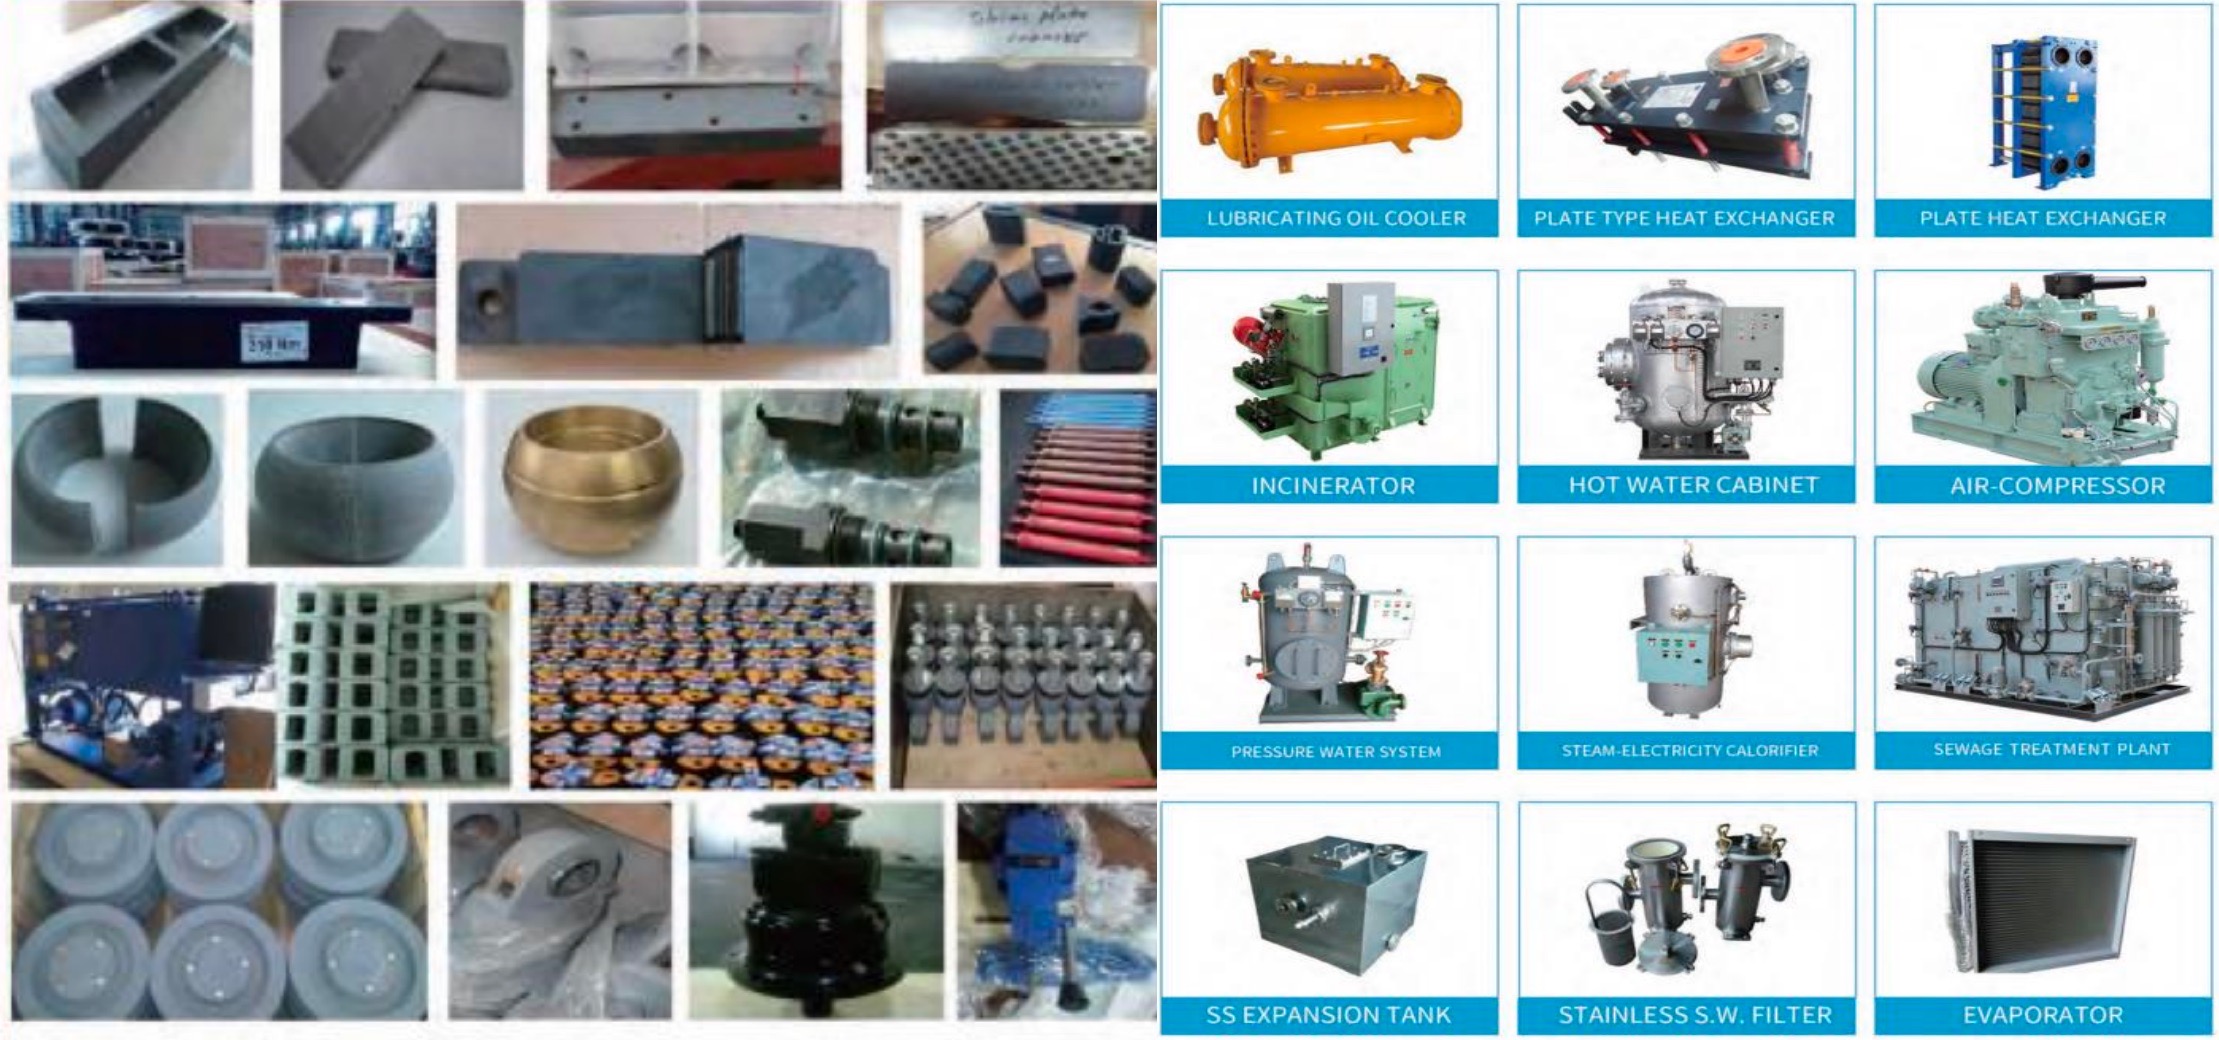 LUBRICATING OIL COOLER
PLATE TYPE HEAT EXCHANGER
PLATE HEAT EXCHANGER
INCINERATOR
HOT WATER CABINET
AIR-COMPRESSOR
PRESSURE WATER SYSTEM
STEAM-ELECTRICITY CALORIFIER
SEWAGE TREATMENT PLANT
SS EXPANSION TANK
STAINLESS S.W. FILTER
EVAPORATOR